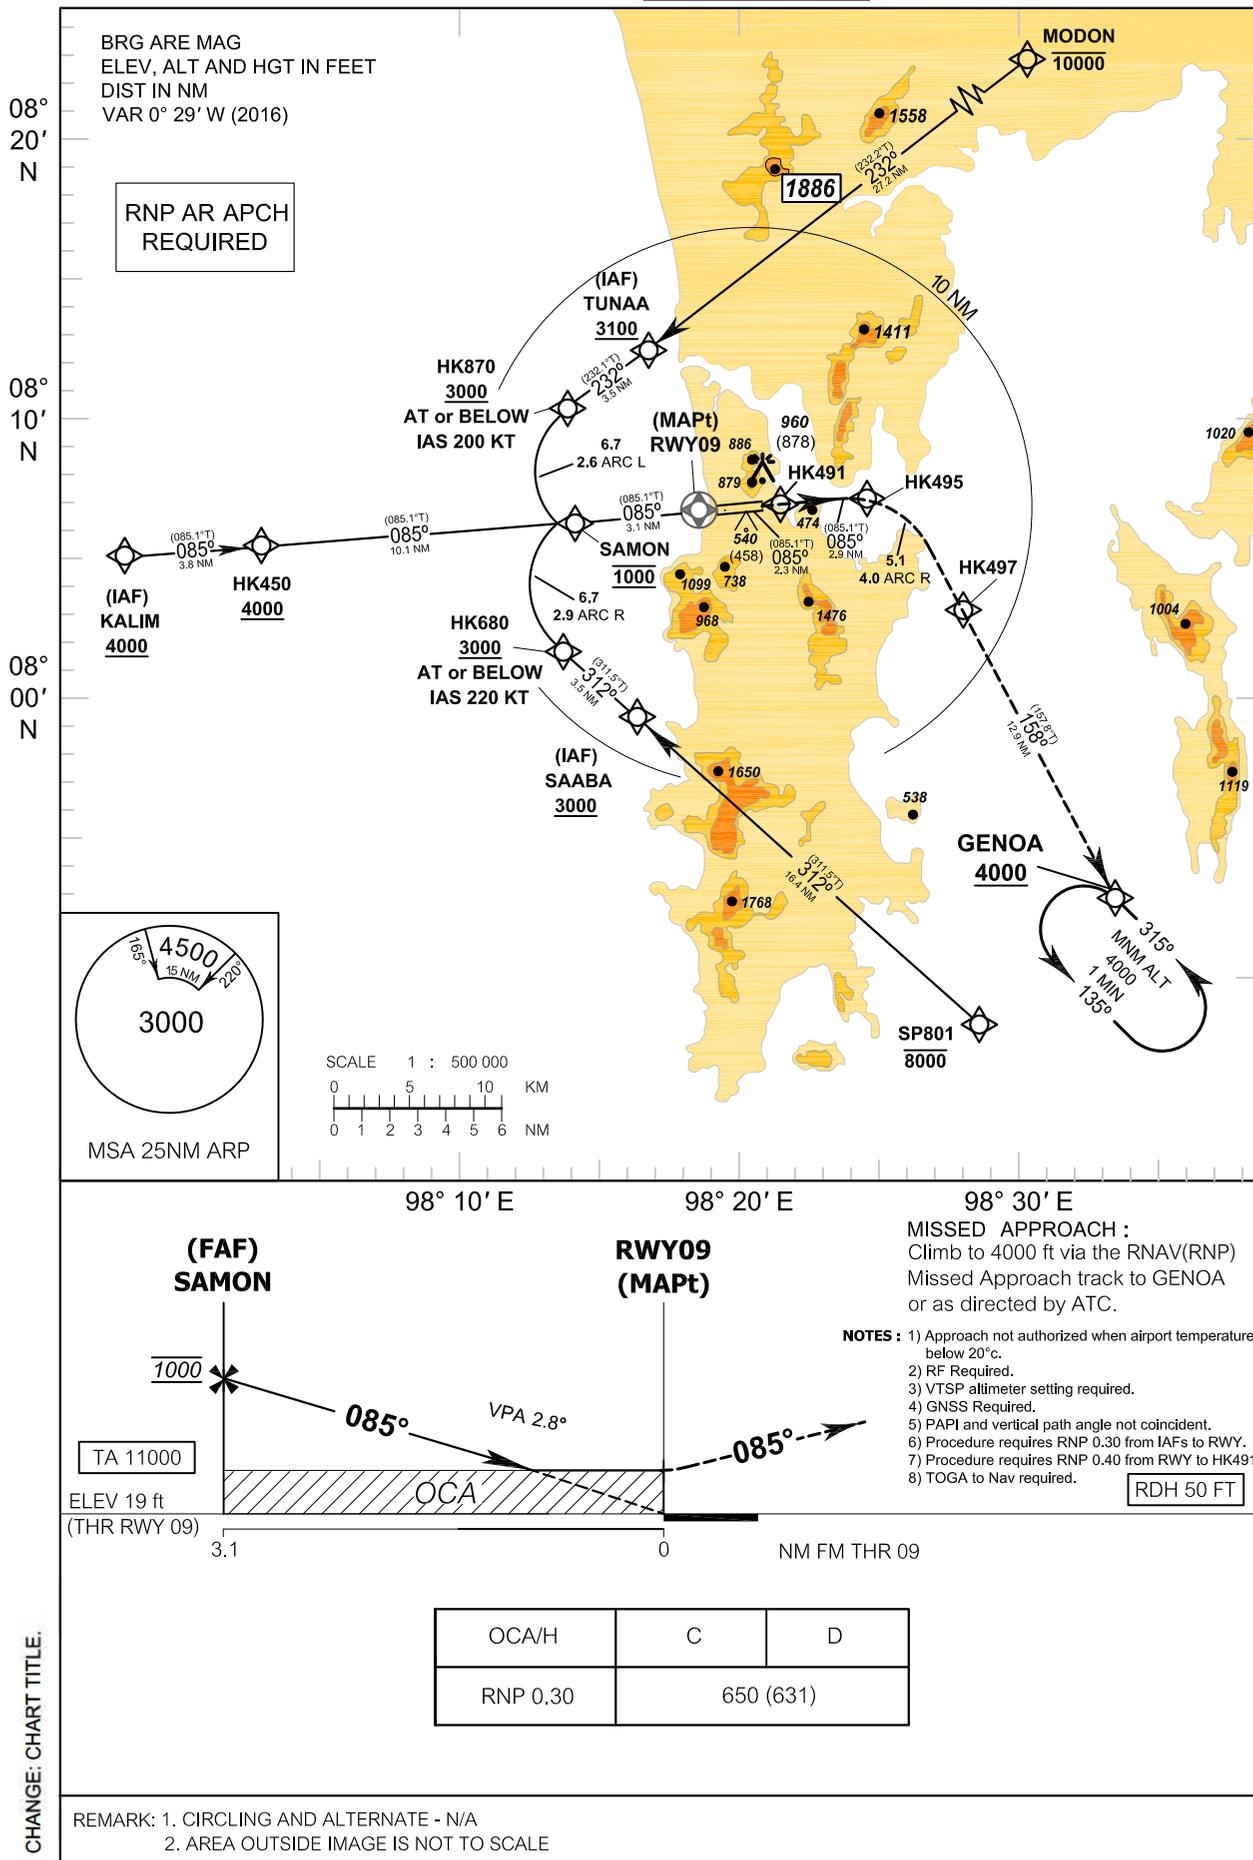 BRG ARE MAG
ELEV, ALT AND HGT IN FEET
DIST IN NM
VAR 0° 29′ W (2016)
RNP AR APCH
REQUIRED
08°
20′
N
08°
10′
N
08°
00′
N
MODON
10000
1558
1886
(232.2°T)
232°
27.2 NM
10 NM
(IAF)
TUNAA
3100
1411
HK870
3000
AT or BELOW
IAS 200 KT
(232.1°T)
232°
3.5 NM
(MAPt)
RWY09
886
960
(878)
1020
6.7
2.6 ARC L
879
HK491
HK495
(085.1°T)
085°
3.8 NM
(085.1°T)
085°
10.1 NM
(085.1°T)
085°
3.1 NM
474
(085.1°T)
085°
2.9 NM
540
(458)
(085.1°T)
085°
2.3 NM
SAMON
1000
(IAF)
KALIM
4000
HK450
4000
5.1
4.0 ARC R
HK497
1099
738
968
1476
1004
6.7
2.9 ARC R
HK680
3000
AT or BELOW
IAS 220 KT
(311.5°T)
312°
3.5 NM
(IAF)
SAABA
3000
1650
(157.8°T)
158°
12.9 NM
1119
538
GENOA
4000
(311.5°T)
312°
16.4 NM
1768
315°
MNM ALT
4000
1 MIN
135°
SP801
8000
165°
4500
15 NM
220°
3000
MSA 25NM ARP
SCALE 1 : 500 000
0 5 10 KM
0 1 2 3 4 5 6 NM
98° 10′ E
98° 20′ E
98° 30′ E
(FAF)
SAMON
RWY09
(MAPt)
MISSED APPROACH :
Climb to 4000 ft via the RNAV(RNP)
Missed Approach track to GENOA
or as directed by ATC.
NOTES : 1) Approach not authorized when airport temperature
below 20°c.
2) RF Required.
3) VTSP altimeter setting required.
4) GNSS Required.
5) PAPI and vertical path angle not coincident.
6) Procedure requires RNP 0.30 from IAFs to RWY.
7) Procedure requires RNP 0.40 from RWY to HK491
8) TOGA to Nav required.
RDH 50 FT
1000
085°
VPA 2.8°
085°
TA 11000
OCA
ELEV 19 ft
(THR RWY 09)
3.1
0
NM FM THR 09
OCA/H C D
RNP 0.30 650 (631)
CHANGE: CHART TITLE.
REMARK: 1. CIRCLING AND ALTERNATE - N/A
2. AREA OUTSIDE IMAGE IS NOT TO SCALE